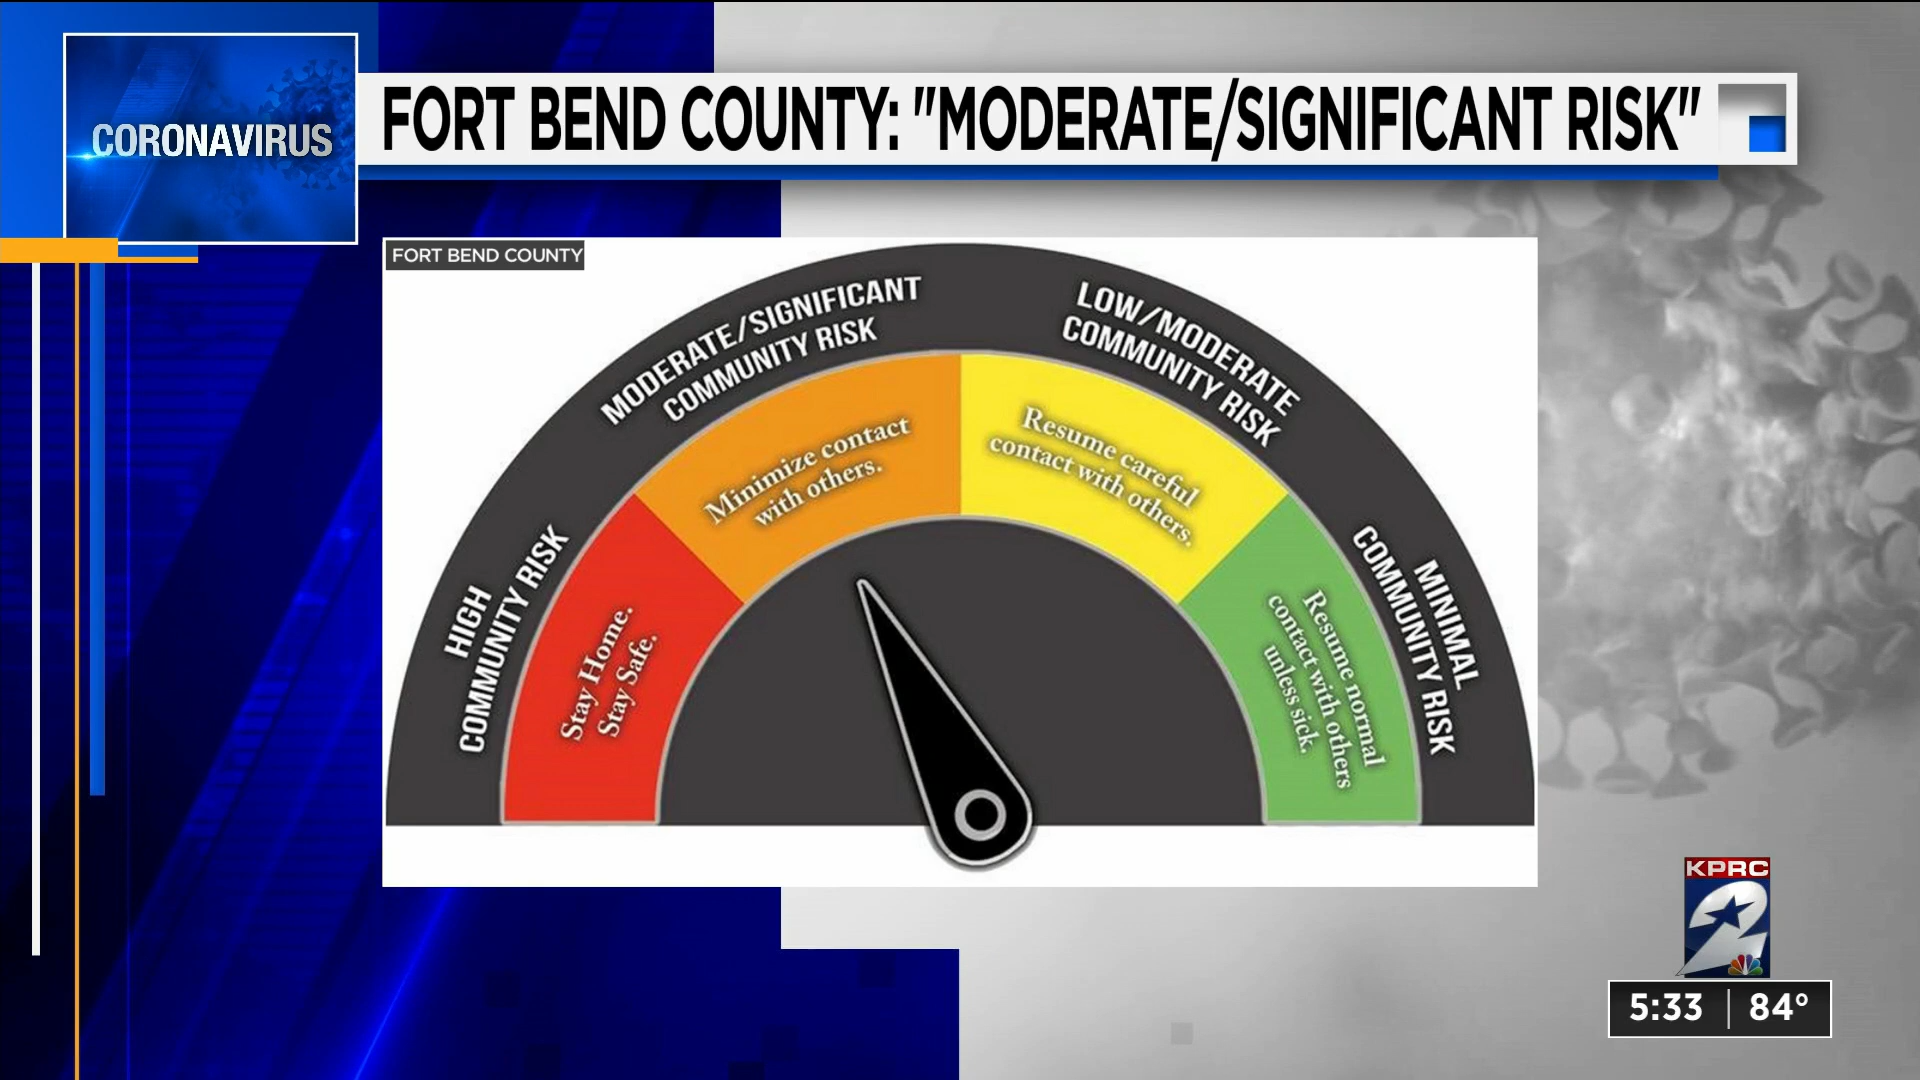 CORONAVIRUS
FORT BEND COUNTY: "MODERATE/SIGNIFICANT RISK"
FORT BEND COUNTY
HIGH
COMMUNITY RISK
Stay Home.
Stay Safe.
MODERATE/SIGNIFICANT
COMMUNITY RISK
Minimize contact
with others.
LOW/MODERATE
COMMUNITY RISK
Resume careful
contact with others.
MINIMAL
COMMUNITY RISK
Resume normal
contact with others
unless sick.
KPRC
2
5:33 | 84°